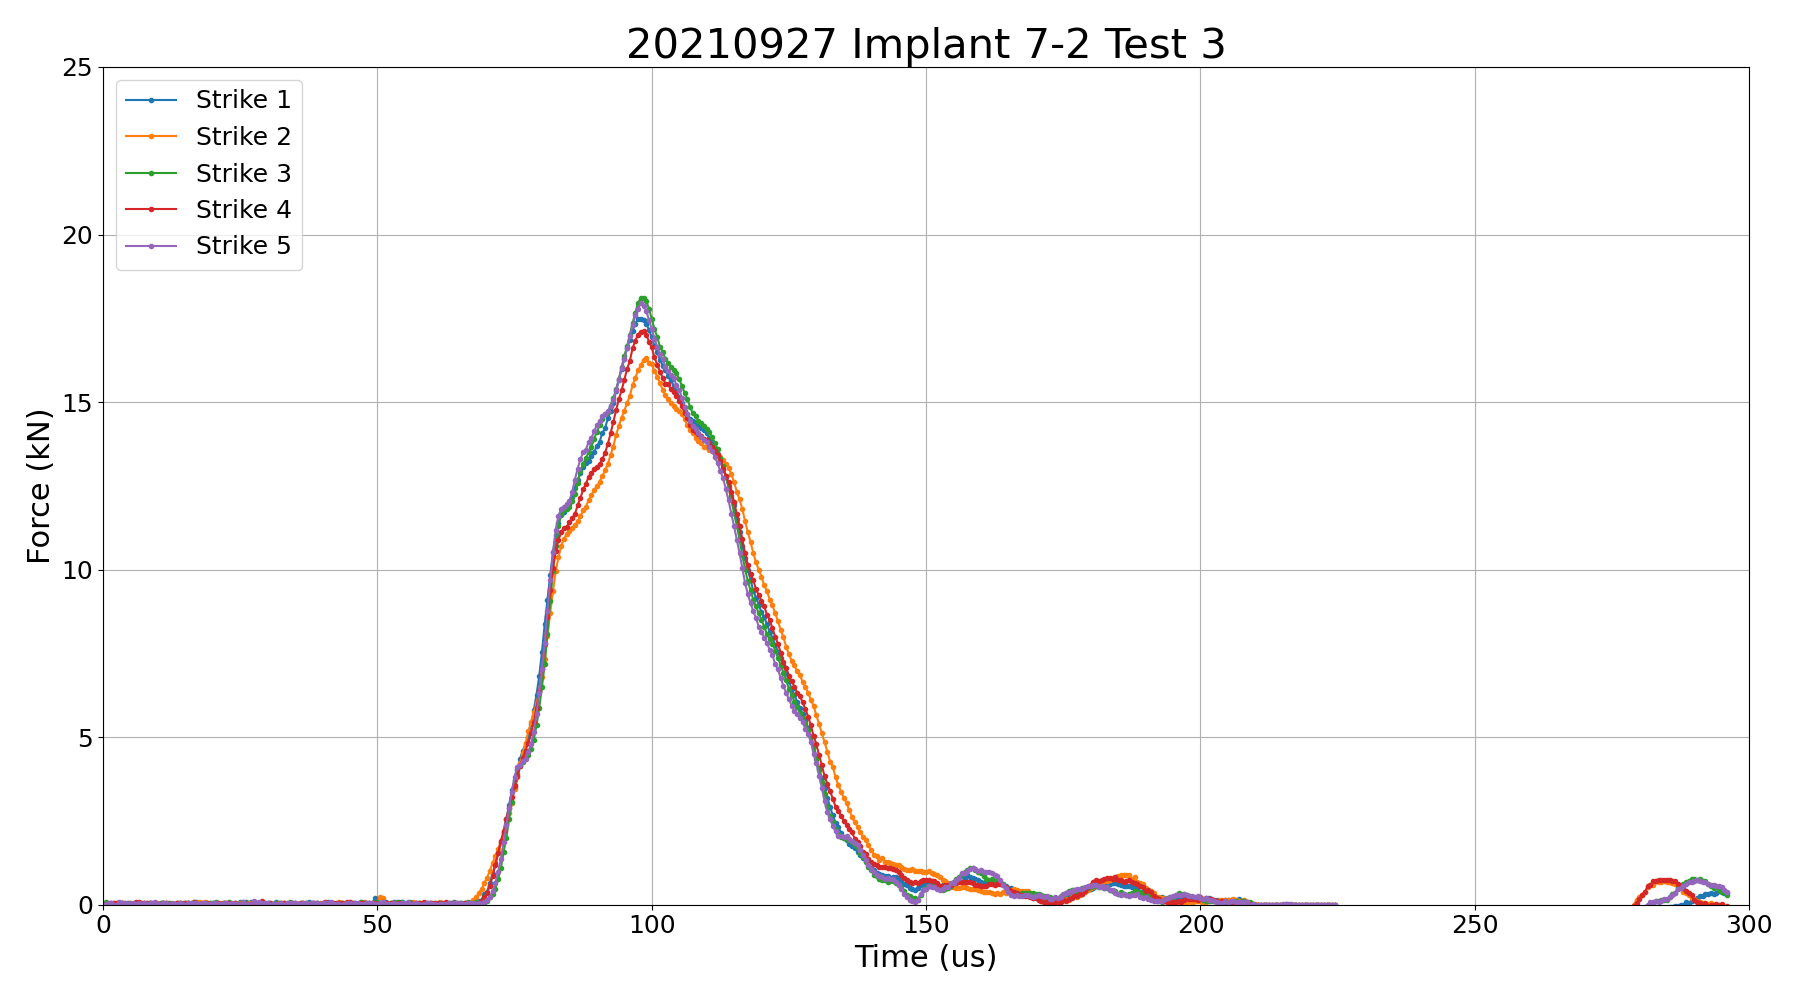 20210927 Implant 7-2 Test 3
25
20
15
10
5
0
Force (kN)
Strike 1
Strike 2
Strike 3
Strike 4
Strike 5
0 50 100 150 200 250 300
Time (us)